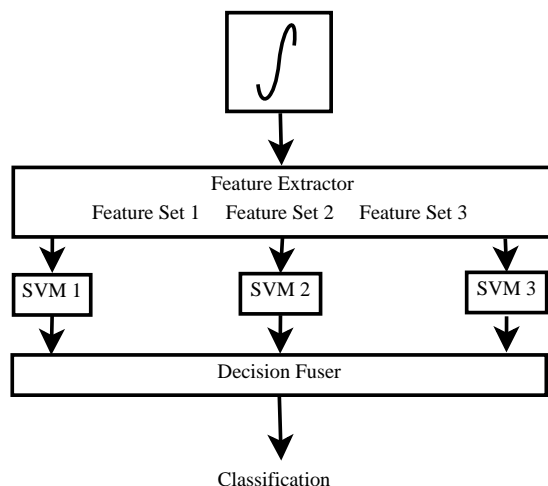 ∫
Feature Extractor
Feature Set 1 Feature Set 2 Feature Set 3
SVM 1 SVM 2 SVM 3
Decision Fuser
Classification